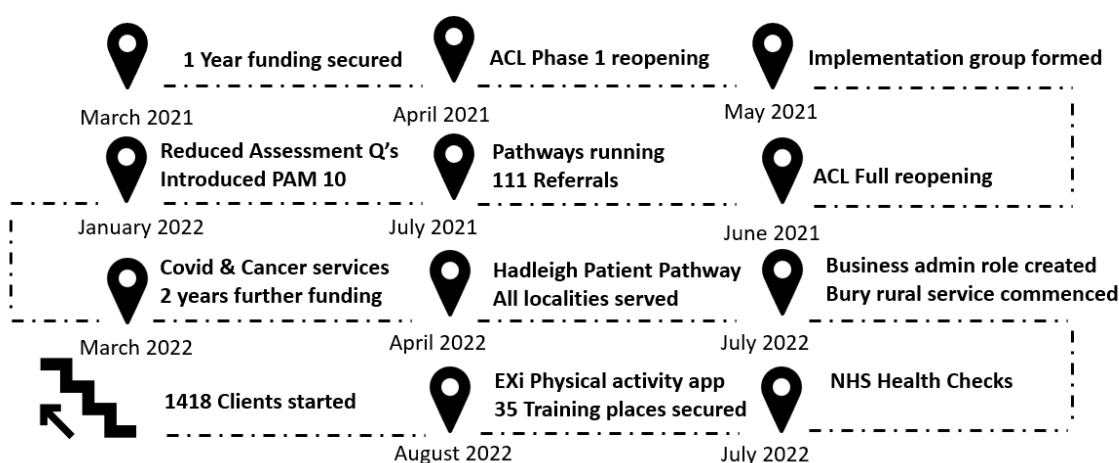 1 Year funding secured
March 2021
ACL Phase 1 reopening
April 2021
Implementation group formed
May 2021
ACL Full reopening
June 2021
Pathways running
111 Referrals
July 2021
Reduced Assessment Q's
Introduced PAM 10
January 2022
Covid & Cancer services
2 years further funding
March 2022
Hadleigh Patient Pathway
All localities served
April 2022
Business admin role created
Bury rural service commenced
July 2022
NHS Health Checks
July 2022
EXi Physical activity app
35 Training places secured
August 2022
1418 Clients started